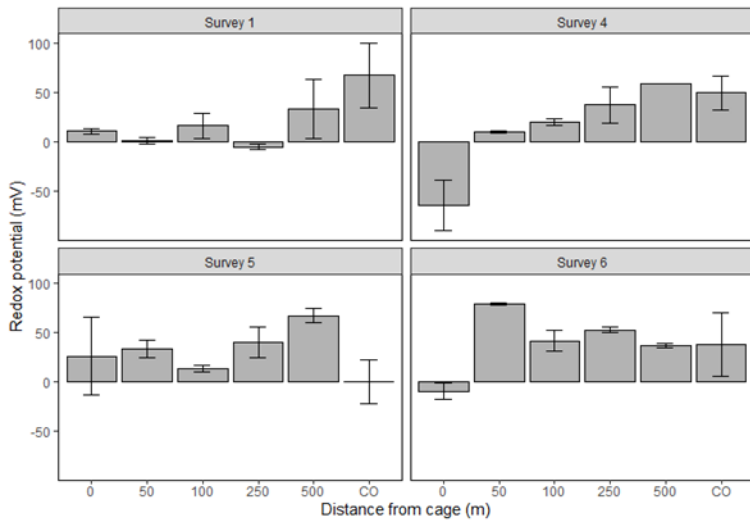 Survey 1
Survey 4
100
50
0
-50
Survey 5
Survey 6
100
50
0
-50
0 50 100 250 500 CO 0 50 100 250 500 CO
Distance from cage (m)
Redox potential (mV)